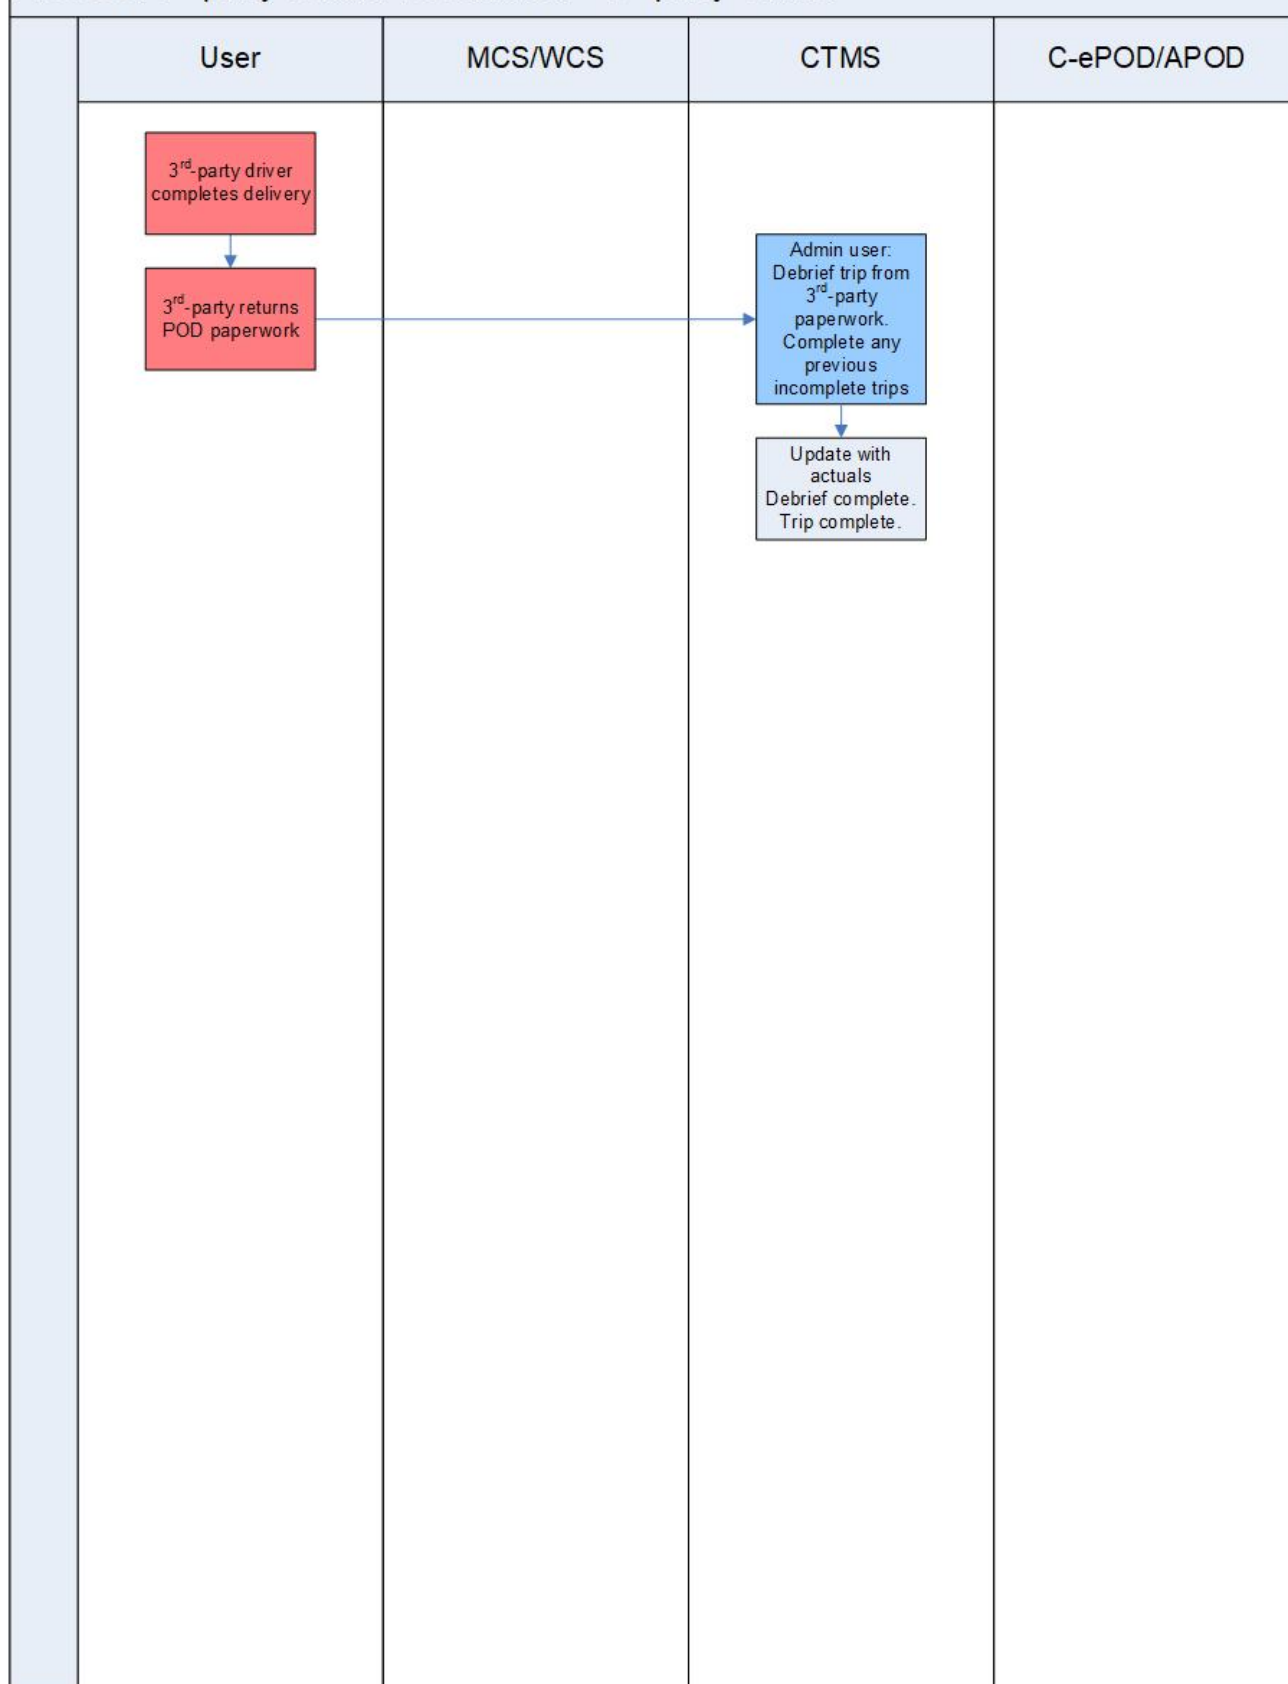 User
MCS/WCS
CTMS
C-ePOD/APOD
3rd-party driver
completes delivery
3rd-party returns
POD paperwork
Admin user:
Debrief trip from
3rd-party
paperwork.
Complete any
previous
incomplete trips
Update with
actuals
Debrief complete.
Trip complete.